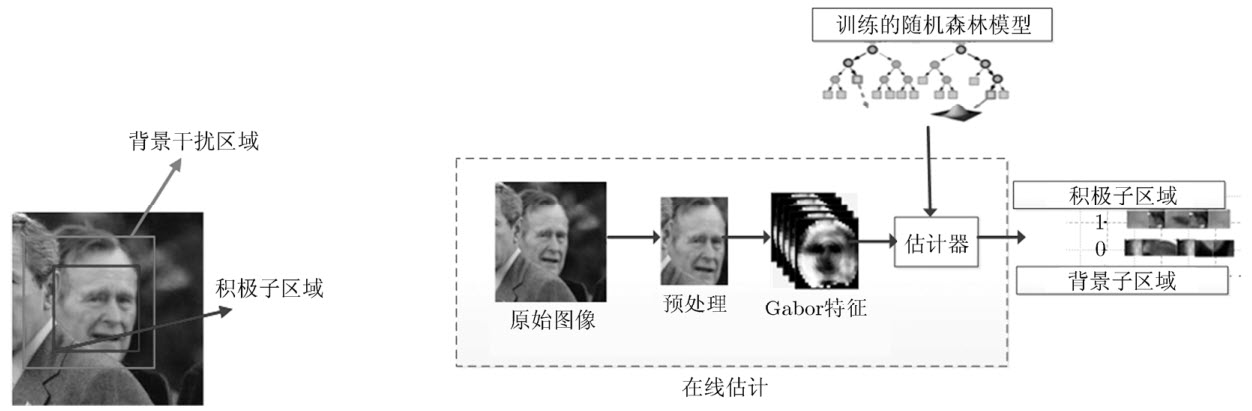 训练的随机森林模型
背景干扰区域
积极子区域
积极子区域
1
0
估计器
背景子区域
原始图像
预处理
Gabor特征
在线估计